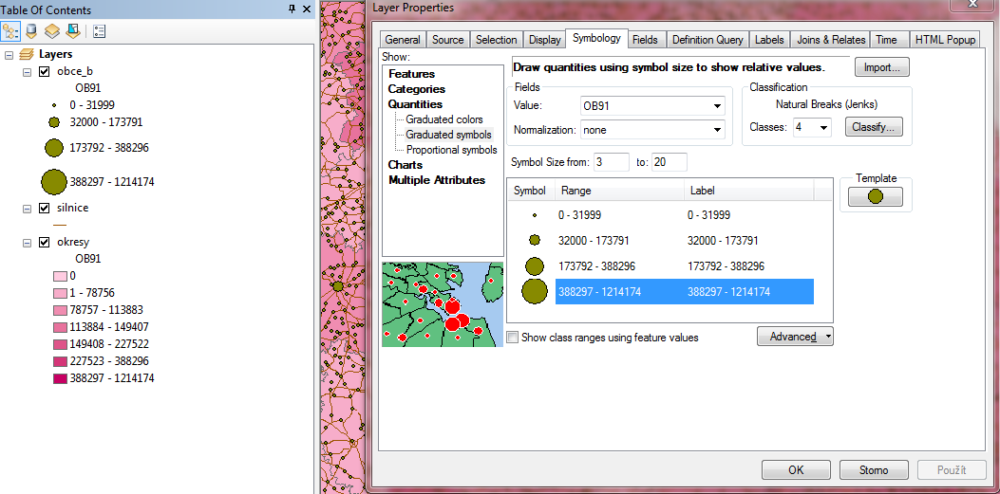 Table Of Contents
Layers
obce_b
OB91
0 - 31999
32000 - 173791
173792 - 388296
388297 - 1214174
silnice
okresy
OB91
0
1 - 78756
78757 - 113883
113884 - 149407
149408 - 227522
227523 - 388296
388297 - 1214174
Layer Properties
General Source Selection Display Symbology Fields Definition Query Labels Joins & Relates Time HTML Popup
Show:
Features
Categories
Quantities
Graduated colors
Graduated symbols
Proportional symbols
Charts
Multiple Attributes
Draw quantities using symbol size to show relative values.
Import...
Fields
Value: OB91
Normalization: none
Classification
Natural Breaks (Jenks)
Classes: 4 Classify...
Symbol Size from: 3 to: 20
Symbol Range Label
0 - 31999 0 - 31999
32000 - 173791 32000 - 173791
173792 - 388296 173792 - 388296
388297 - 1214174 388297 - 1214174
Template
Show class ranges using feature values
Advanced
OK Storno Použít